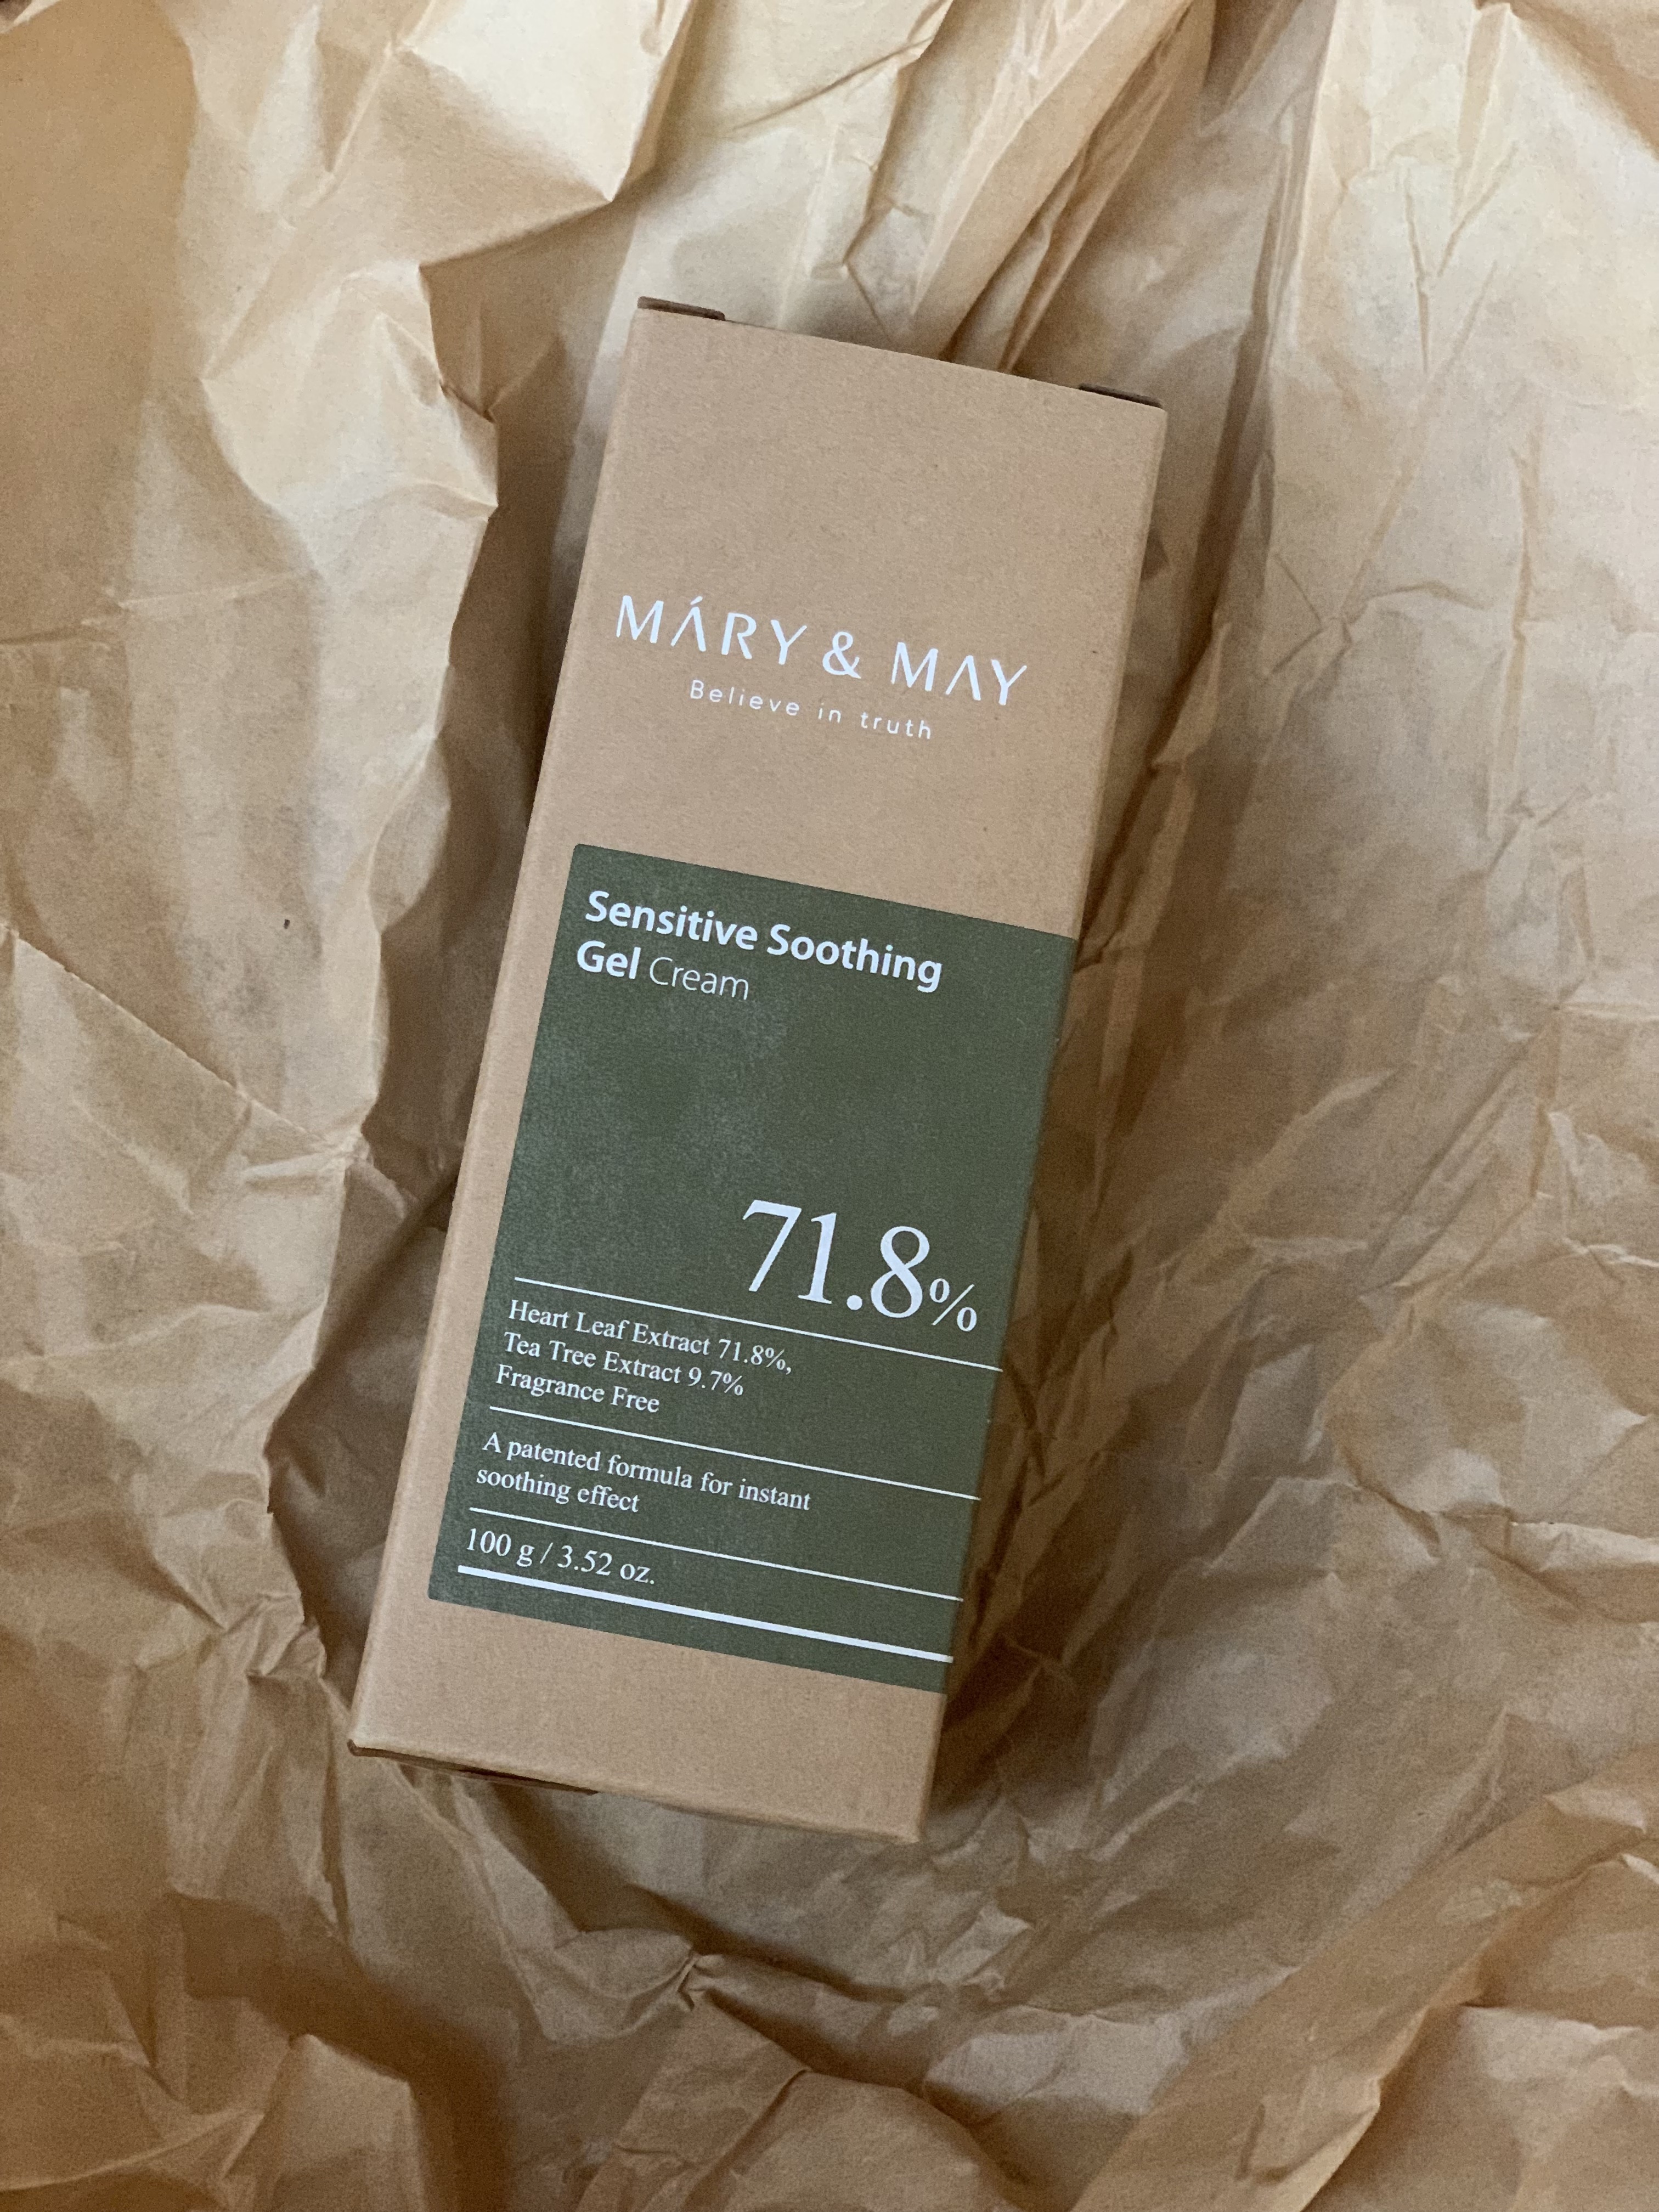 MÁRY & MAY
Believe in truth
Sensitive Soothing
Gel Cream
71.8%
Heart Leaf Extract 71.8%,
Tea Tree Extract 9.7%
Fragrance Free
A patented formula for instant
soothing effect
100 g / 3.52 oz.